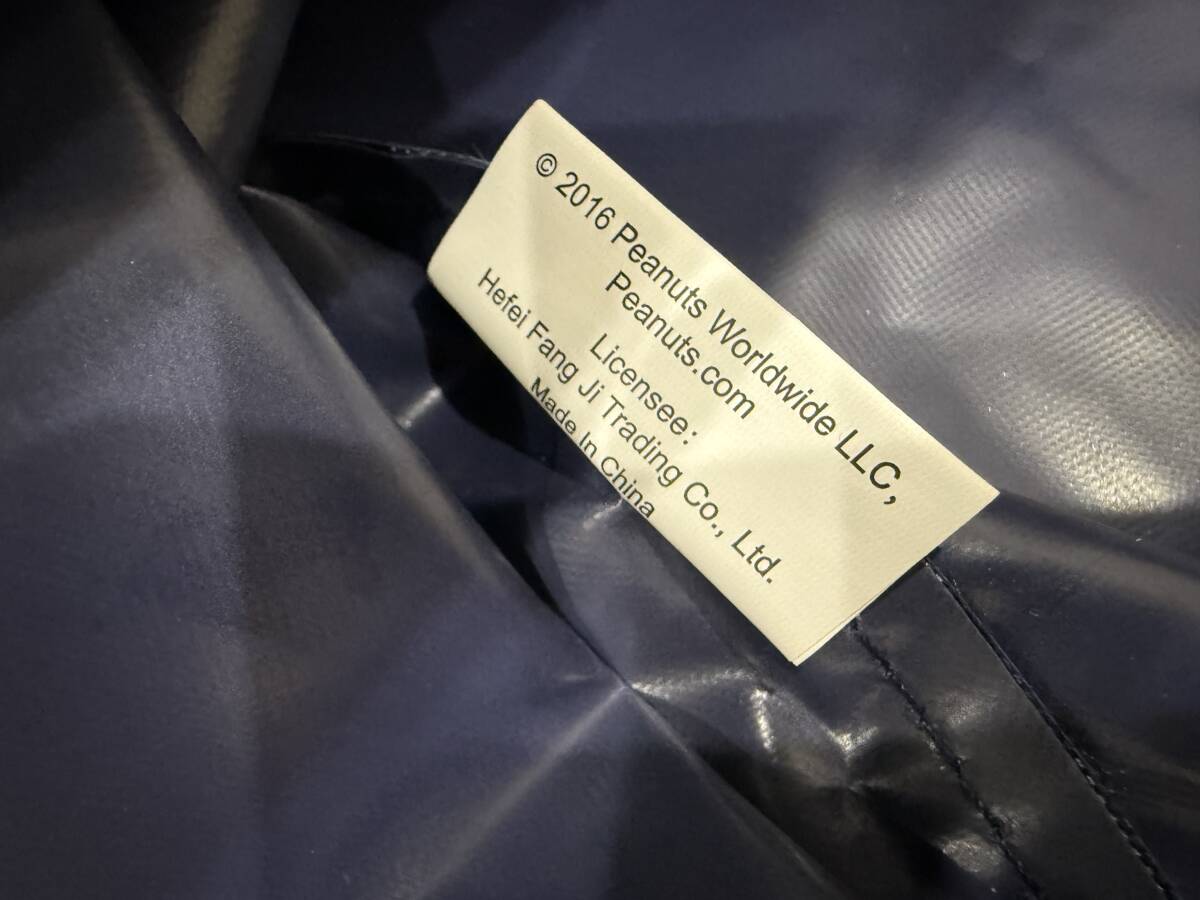 © 2016 Peanuts Worldwide LLC,
Peanuts.com
Licensee:
Hefei Fang Ji Trading Co., Ltd.
Made In China